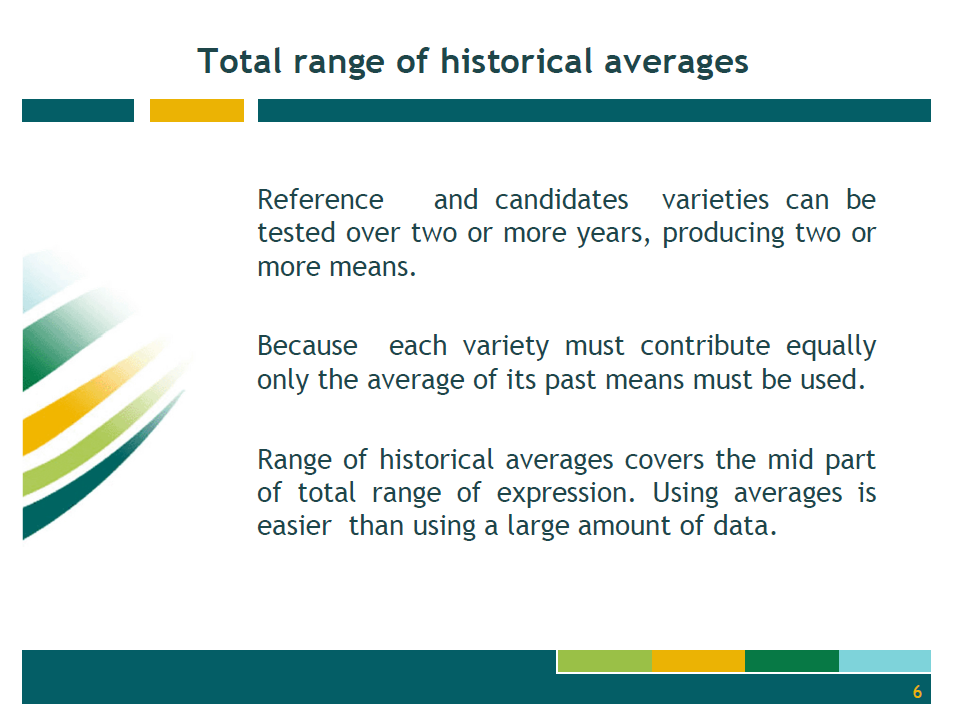 Total range of historical averages
Reference and candidates varieties can be
tested over two or more years, producing two or
more means.
Because each variety must contribute equally
only the average of its past means must be used.
Range of historical averages covers the mid part
of total range of expression. Using averages is
easier than using a large amount of data.
6